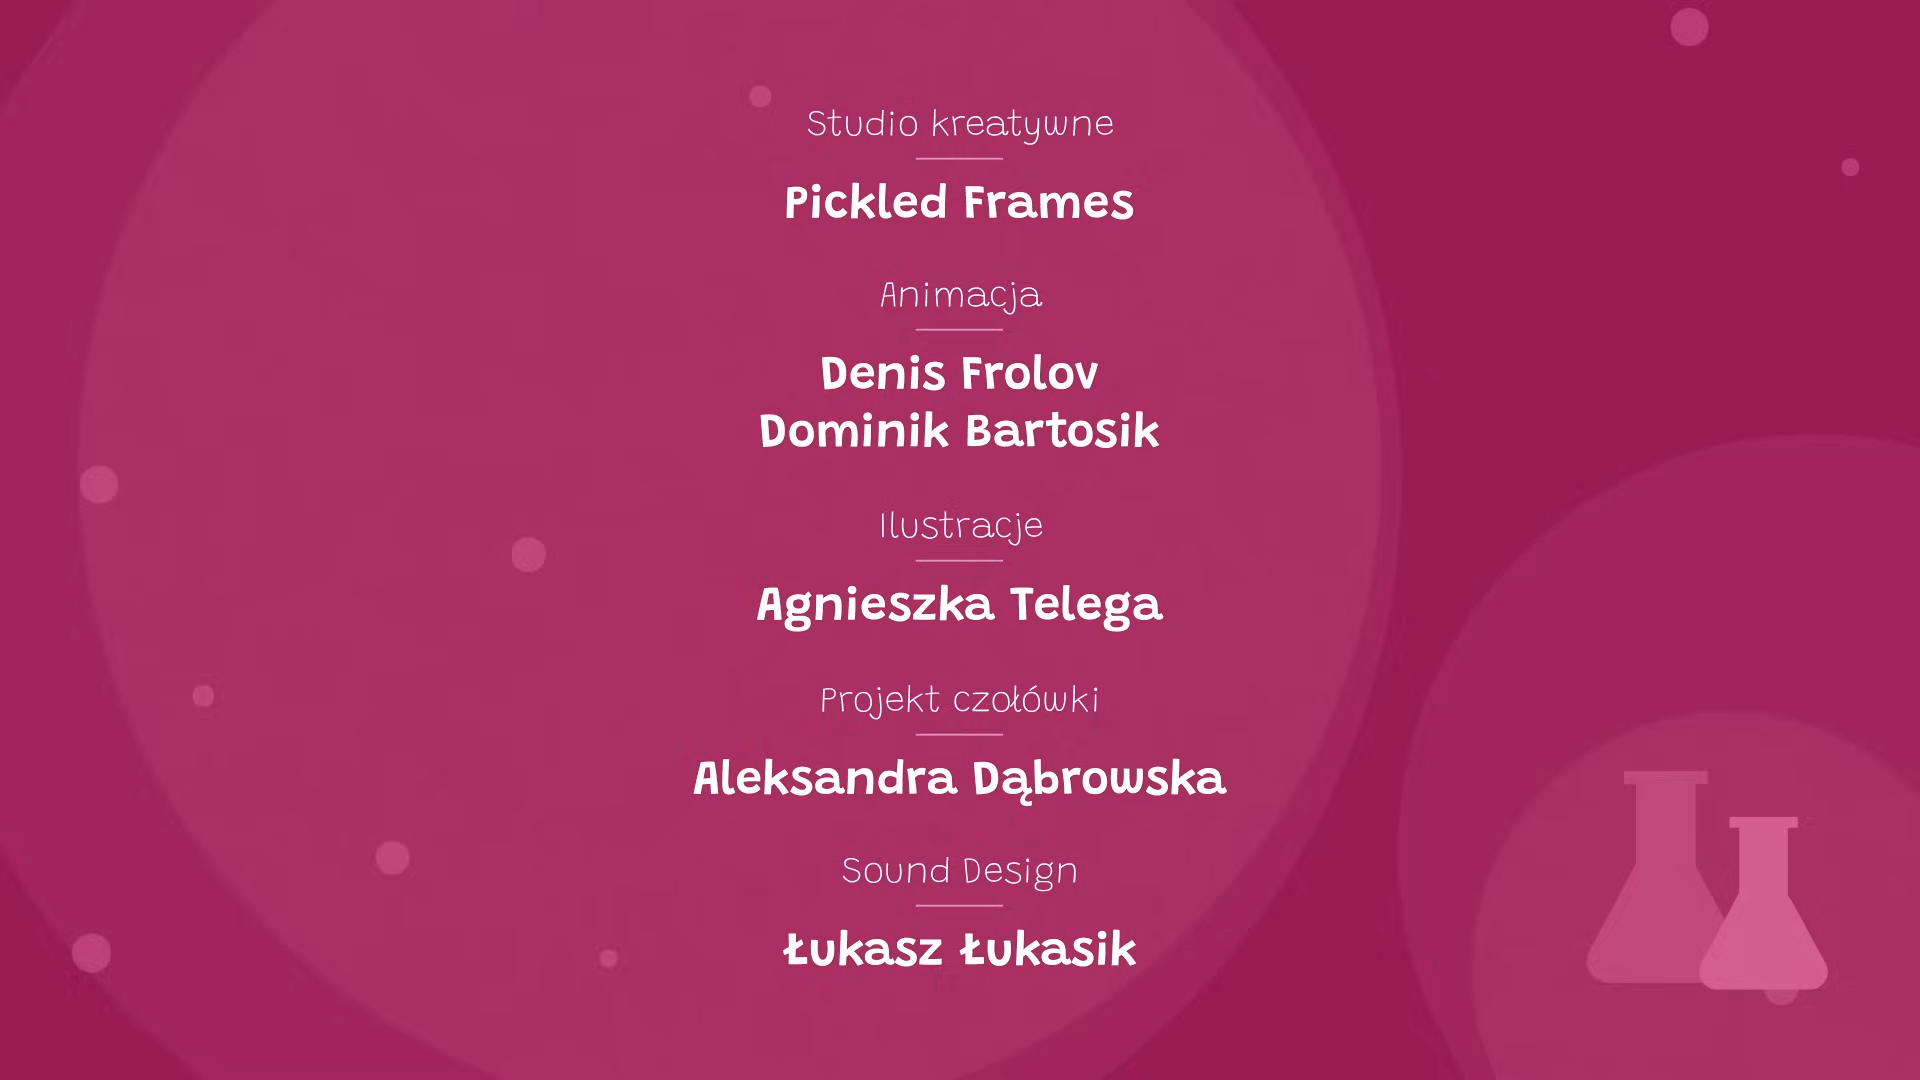 Studio kreatywne
Pickled Frames
Animacja
Denis Frolov
Dominik Bartosik
Ilustracje
Agnieszka Telega
Projekt czołówki
Aleksandra Dąbrowska
Sound Design
Łukasz Łukasik